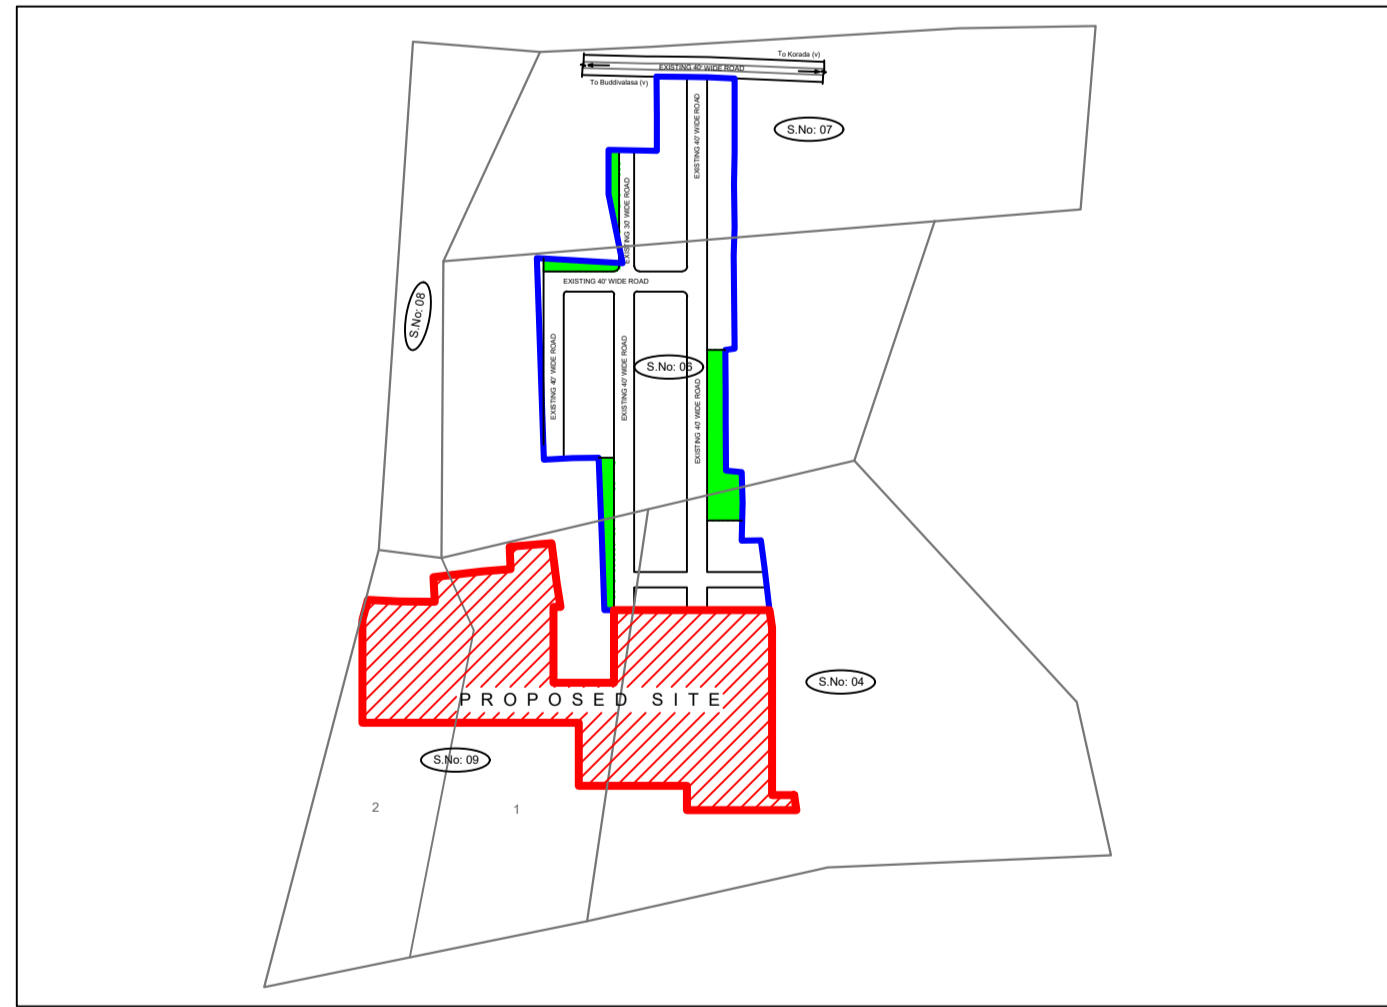 To Korada (v)
EXISTING 40' WIDE ROAD
To Buddivalasa (v)
S.No: 07
EXISTING 40' WIDE ROAD
EXISTING 30' WIDE ROAD
EXISTING 40' WIDE ROAD
S.No: 08
EXISTING 40' WIDE ROAD
EXISTING 40' WIDE ROAD
S.No: 06
EXISTING 40' WIDE ROAD
S.No: 04
PROPOSED SITE
S.No: 09
2
1